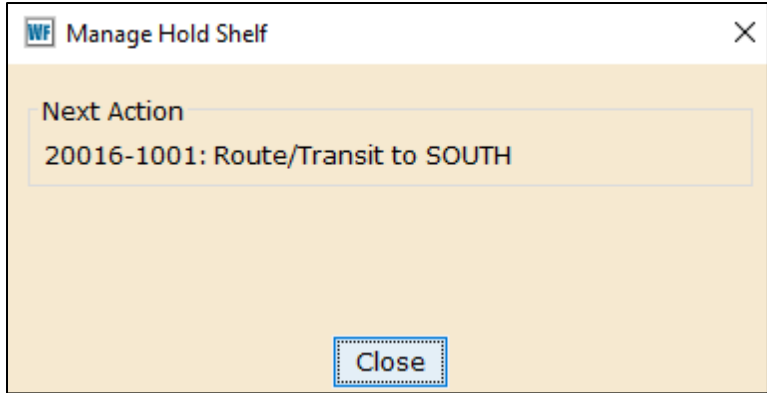 WF Manage Hold Shelf
Next Action
20016-1001: Route/Transit to SOUTH
Close